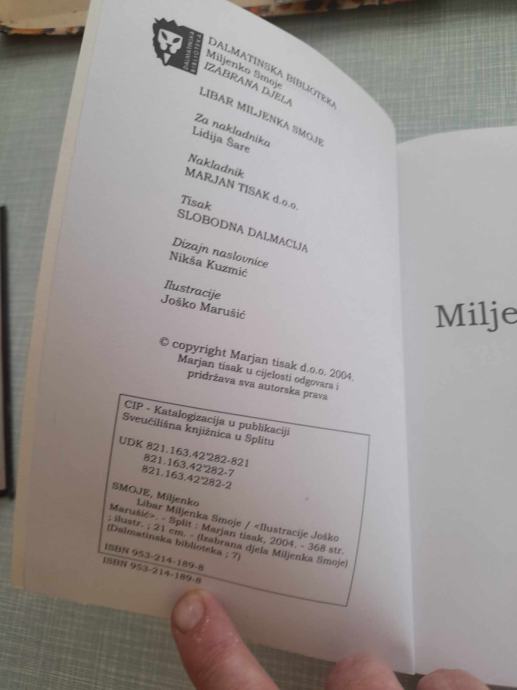 DALMATINSKA BIBLIOTEKA
DALMATINSKA BIBLIOTEKA
Miljenko Smoje
IZABRANA DJELA
LIBAR MILJENKA SMOJE
Za nakladnika
Lidija Šare
Nakladnik
MARJAN TISAK d.o.o.
Tisak
SLOBODNA DALMACIJA
Dizajn naslovnice
Nikša Kuzmić
Ilustracije
Joško Marušić
© copyright Marjan tisak d.o.o. 2004.
Marjan tisak u cijelosti odgovara i
pridržava sva autorska prava
CIP - Katalogizacija u publikaciji
Sveučilišna knjižnica u Splitu
UDK 821.163.42'282-821
821.163.42'282-7
821.163.42'282-2
SMOJE, Miljenko
Libar Miljenka Smoje / <Ilustracije Joško
Marušić>. - Split : Marjan tisak, 2004. - 368 str.
; ilustr. ; 21 cm. - (Izabrana djela Miljenka Smoje)
(Dalmatinska biblioteka ; 7)
ISBN 953-214-189-8
ISBN 953-214-189-8
Milje